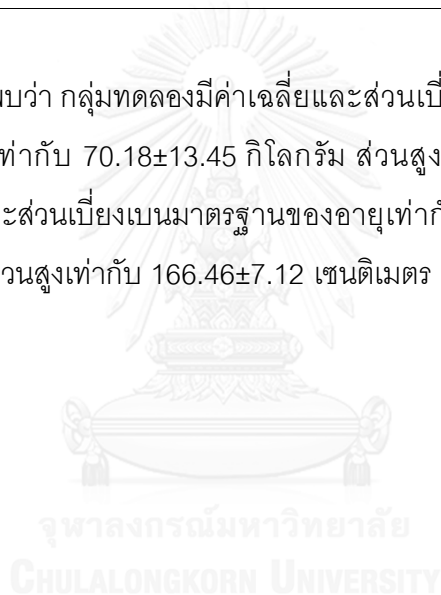 พบว่า กลุ่มทดลองมีค่าเฉลี่ยและส่วนเบี่
เท่ากับ 70.18±13.45 กิโลกรัม ส่วนสูง
ะส่วนเบี่ยงเบนมาตรฐานของอายุเท่ากั
วนสูงเท่ากับ 166.46±7.12 เซนติเมตร
จุฬาลงกรณ์มหาวิทยาลัย
CHULALONGKORN UNIVERSITY